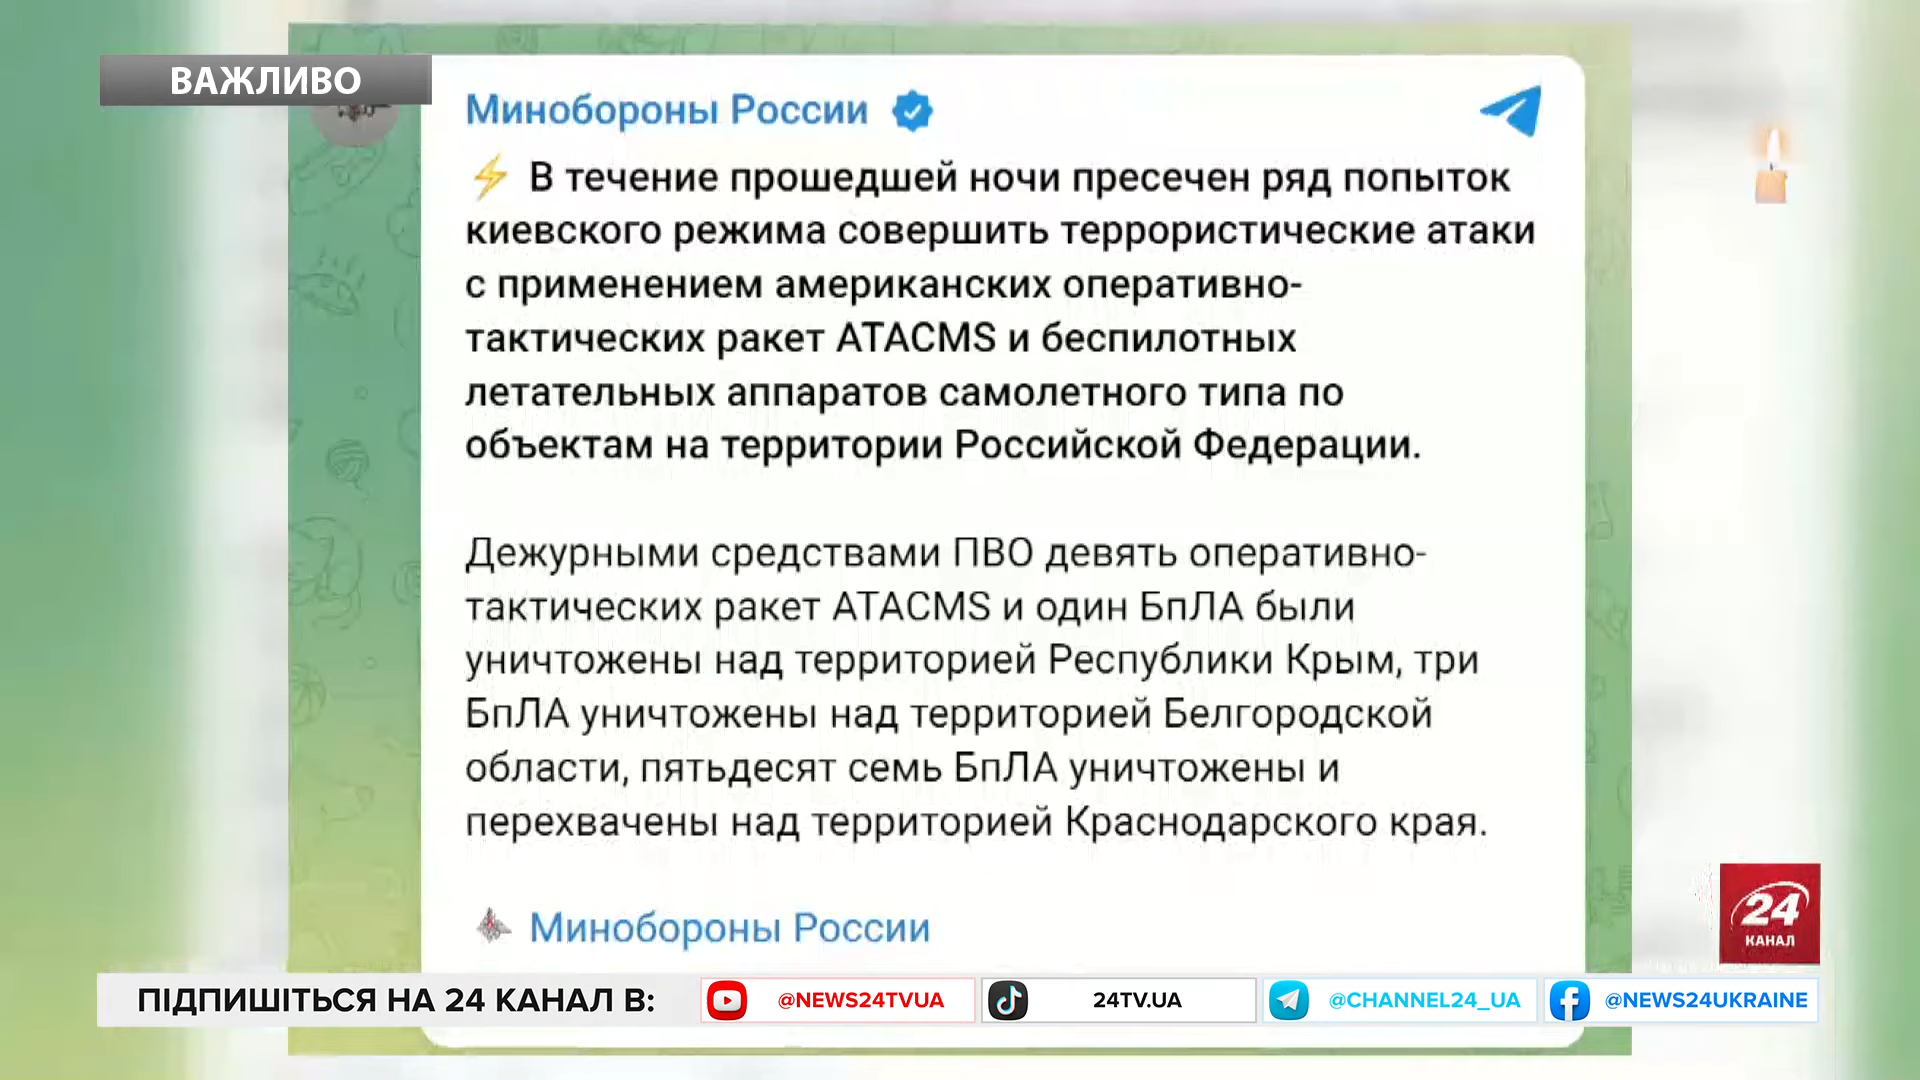 ВАЖЛИВО
Минобороны России
⚡ В течение прошедшей ночи пресечен ряд попыток
киевского режима совершить террористические атаки
с применением американских оперативно-
тактических ракет ATACMS и беспилотных
летательных аппаратов самолетного типа по
объектам на территории Российской Федерации.
Дежурными средствами ПВО девять оперативно-
тактических ракет ATACMS и один БпЛА были
уничтожены над территорией Республики Крым, три
БпЛА уничтожены над территорией Белгородской
области, пятьдесят семь БпЛА уничтожены и
перехвачены над территорией Краснодарского края.
Минобороны России
24
КАНАЛ
ПІДПИШІТЬСЯ НА 24 КАНАЛ В:
@NEWS24TVUA
24TV.UA
@CHANNEL24_UA
@NEWS24UKRAINE